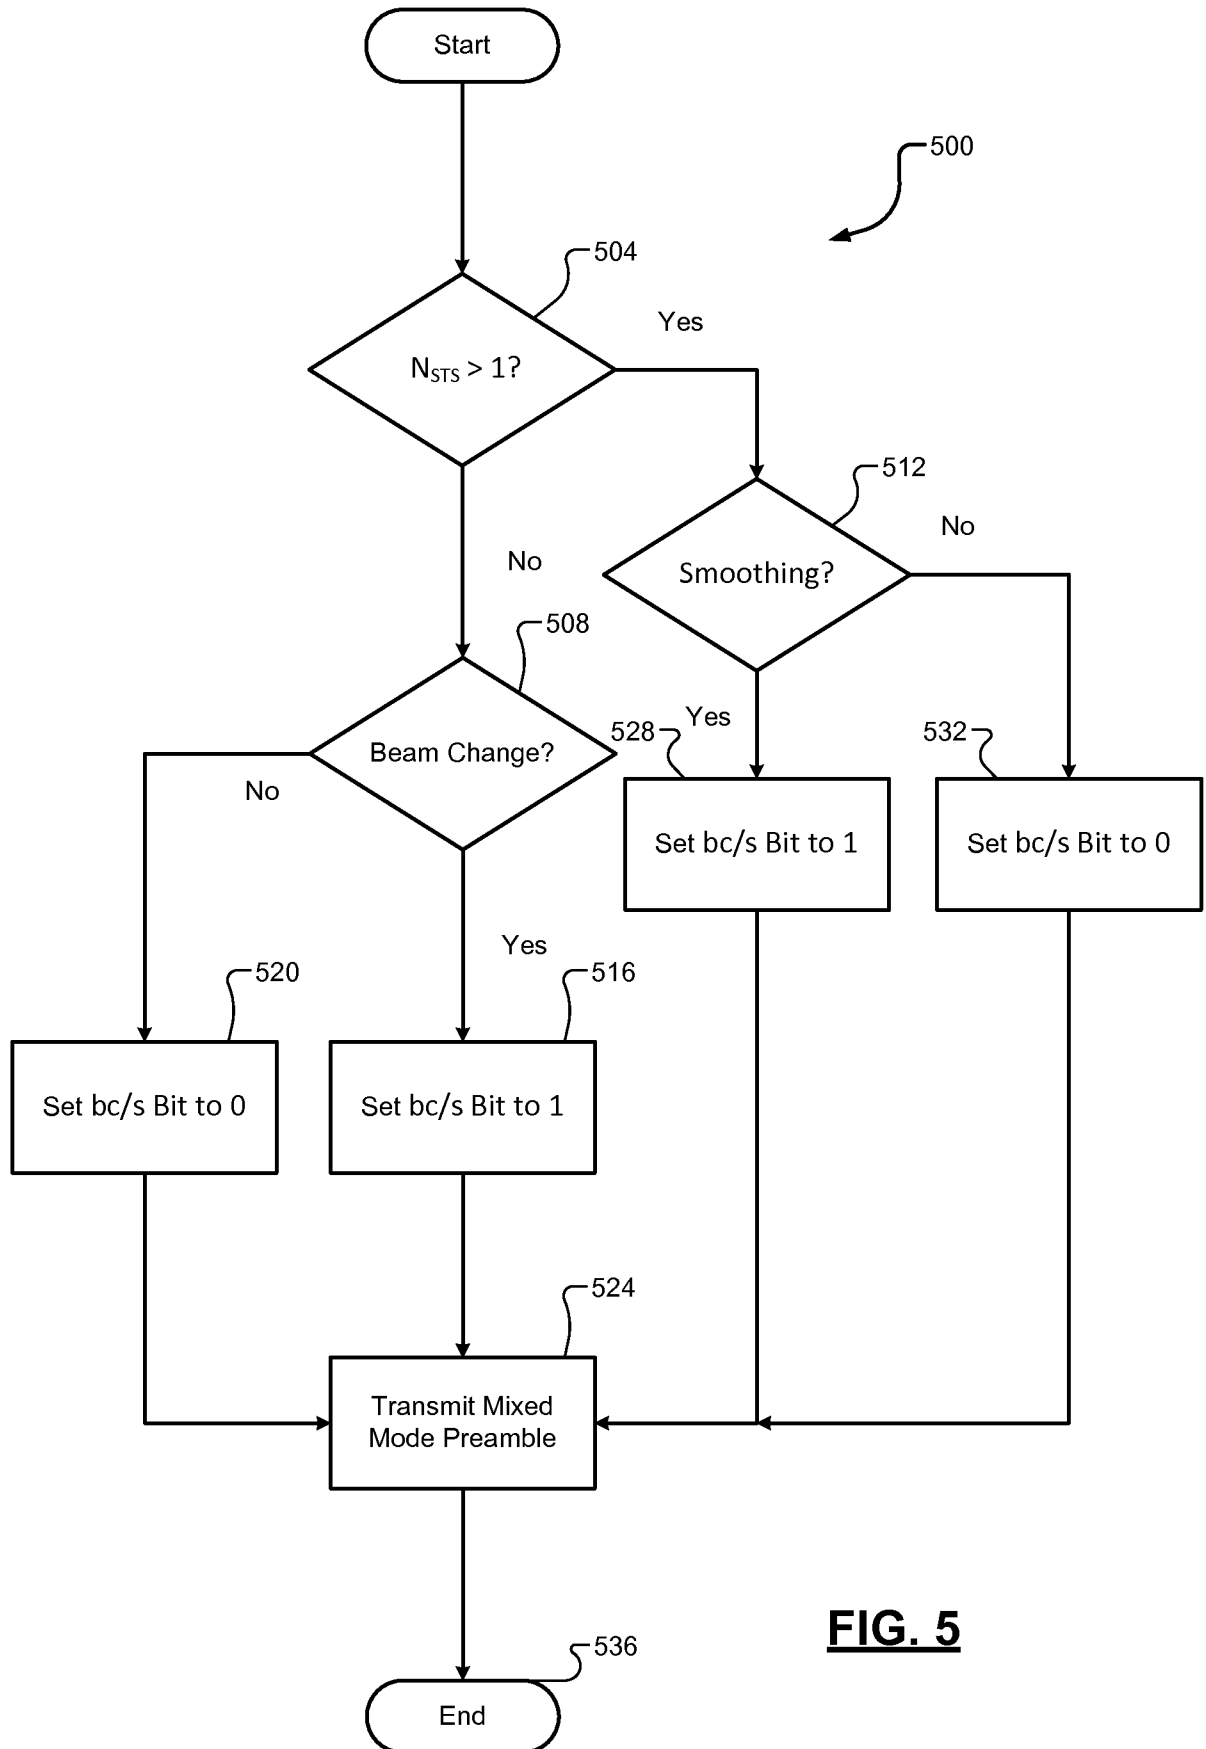 Start
500
504
Yes
N_STS > 1?
512
No
No
Smoothing?
508
Yes
528
532
Beam Change?
No
Set bc/s Bit to 1
Set bc/s Bit to 0
Yes
520
516
Set bc/s Bit to 0
Set bc/s Bit to 1
524
Transmit Mixed
Mode Preamble
FIG. 5
536
End